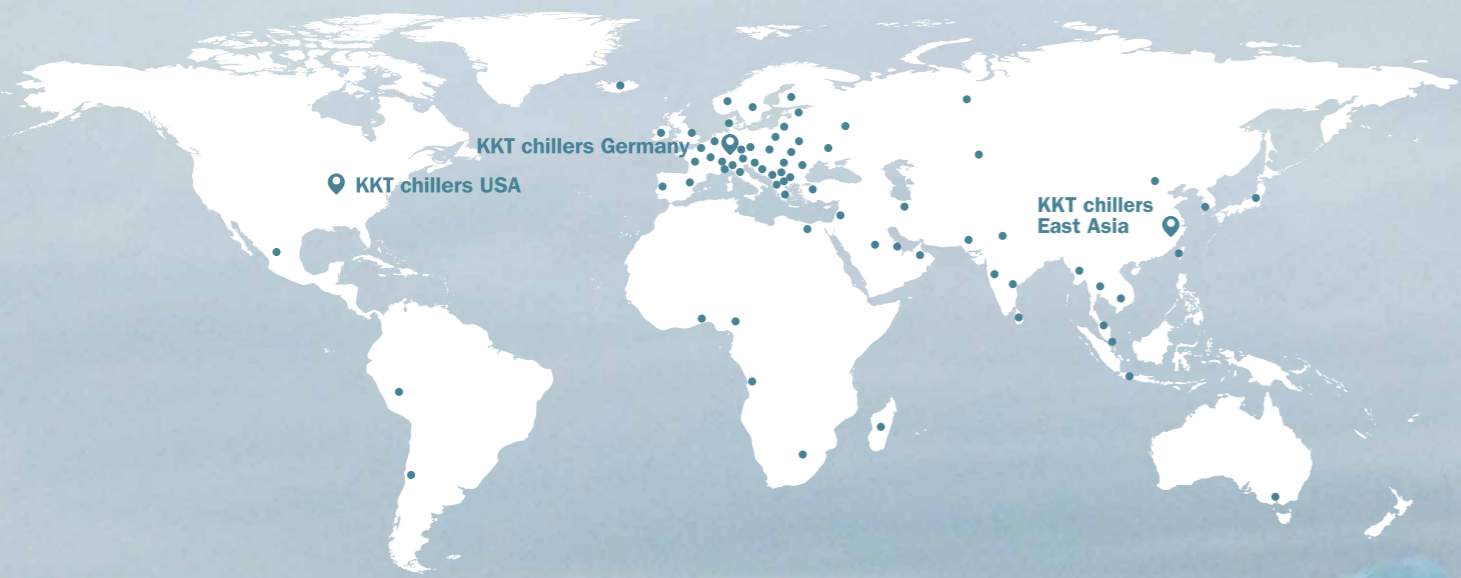 KKT chillers Germany
KKT chillers USA
KKT chillers
East Asia